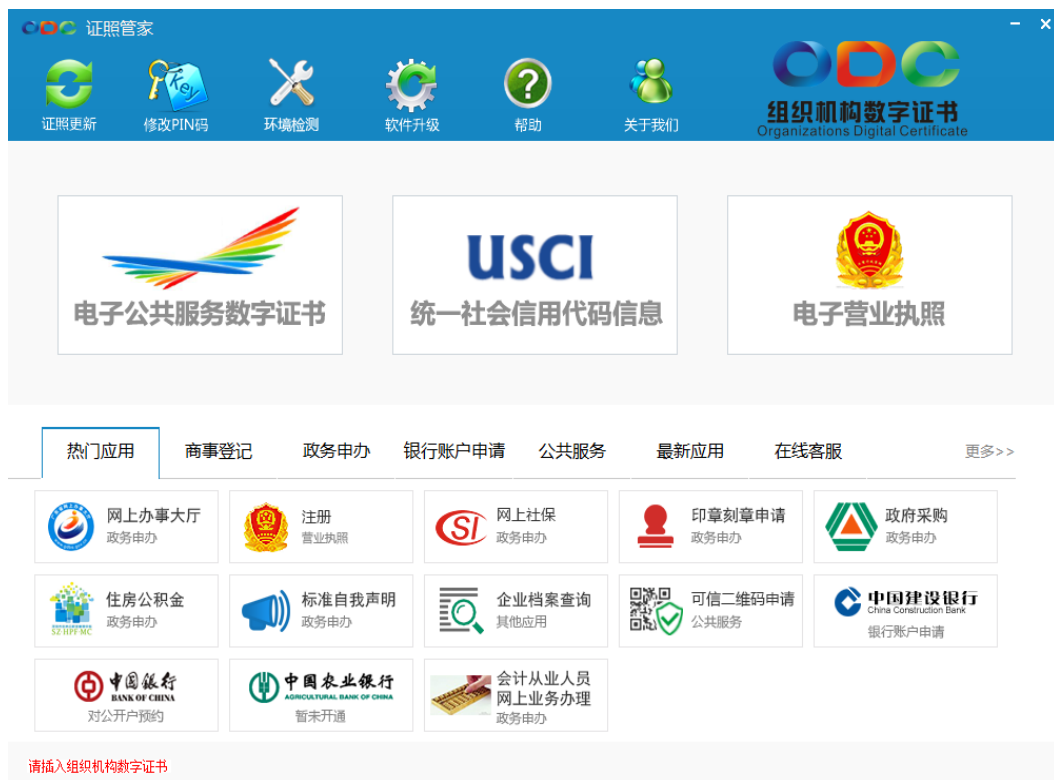 ODC 证照管家
证照更新
修改PIN码
环境检测
软件升级
帮助
关于我们
Key
ODC
组织机构数字证书
Organizations Digital Certificate
电子公共服务数字证书
USCI
统一社会信用代码信息
电子营业执照
热门应用
商事登记
政务申办
银行账户申请
公共服务
最新应用
在线客服
更多>>
网上办事大厅
政务申办
注册
营业执照
SI
网上社保
政务申办
印章刻章申请
政务申办
政府采购
政务申办
SZ·HPF·MC
住房公积金
政务申办
标准自我声明
政务申办
企业档案查询
其他应用
可信二维码申请
公共服务
中国建设银行
China Construction Bank
银行账户申请
中国银行
BANK OF CHINA
对公开户预约
中国农业银行
AGRICULTURAL BANK OF CHINA
暂未开通
会计从业人员
网上业务办理
政务申办
请插入组织机构数字证书